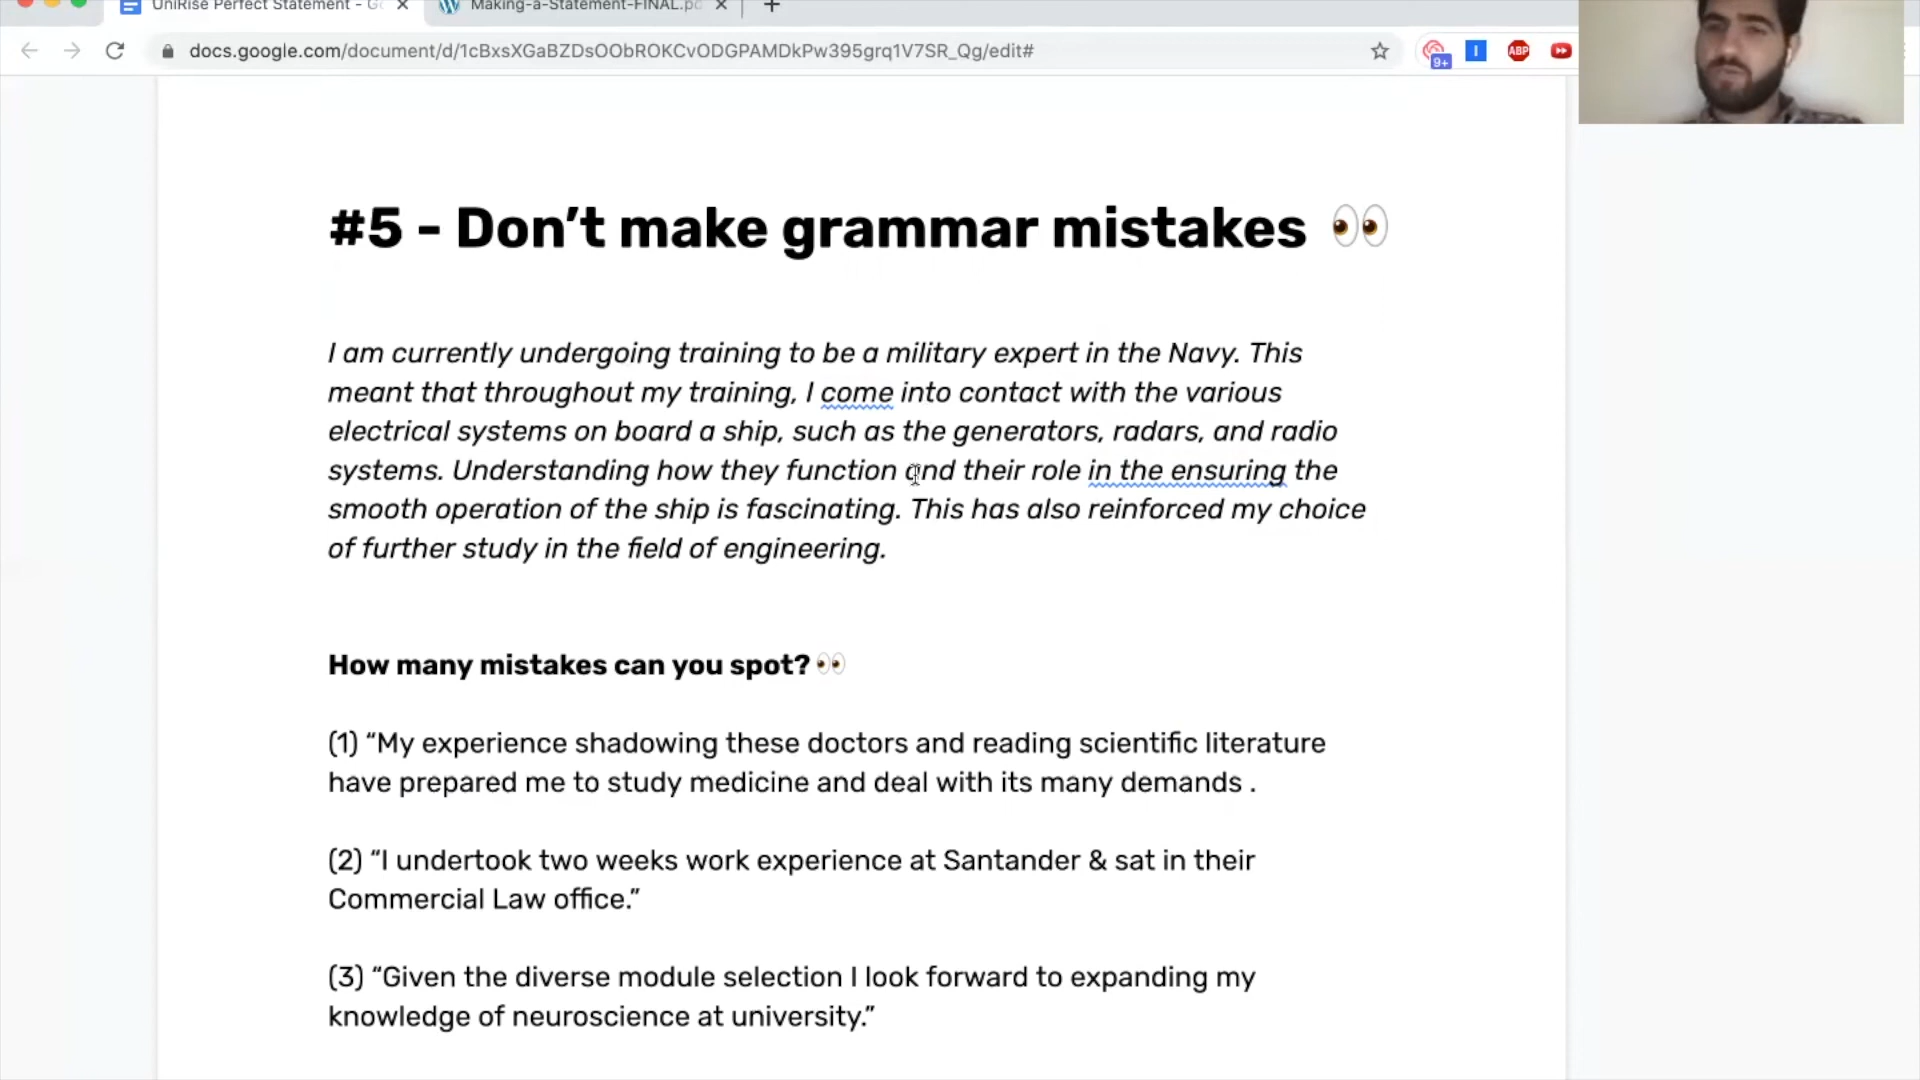 UniRise Perfect Statement - Go
Making-a-Statement-FINAL.pd
docs.google.com/document/d/1cBxsXGaBZDsOObROKCvODGPAMDkPw395grq1V7SR_Qg/edit#
9+
ABP
#5 - Don’t make grammar mistakes 👀
I am currently undergoing training to be a military expert in the Navy. This
meant that throughout my training, I come into contact with the various
electrical systems on board a ship, such as the generators, radars, and radio
systems. Understanding how they function and their role in the ensuring the
smooth operation of the ship is fascinating. This has also reinforced my choice
of further study in the field of engineering.
How many mistakes can you spot? 👀
(1) “My experience shadowing these doctors and reading scientific literature
have prepared me to study medicine and deal with its many demands .
(2) “I undertook two weeks work experience at Santander & sat in their
Commercial Law office.”
(3) “Given the diverse module selection I look forward to expanding my
knowledge of neuroscience at university.”